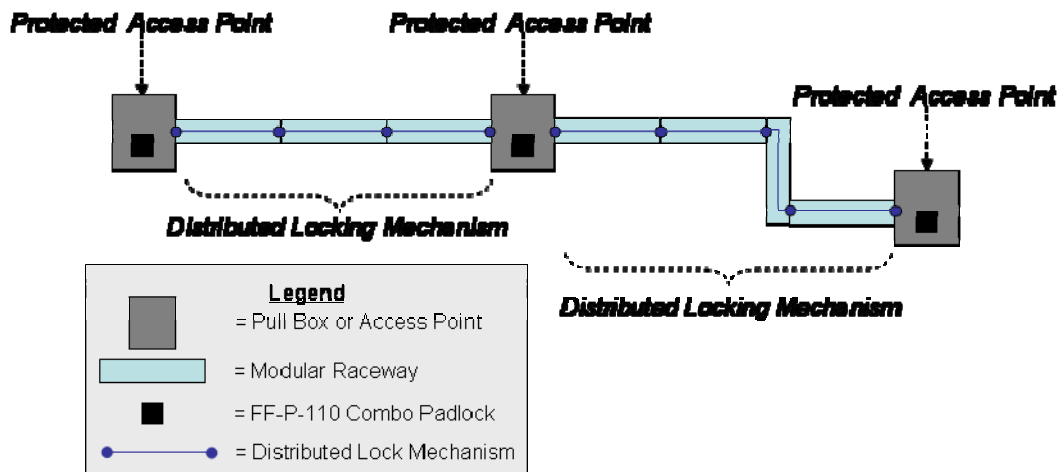 Protected Access Point
Protected Access Point
Protected Access Point
Distributed Locking Mechanism
Distributed Locking Mechanism
Legend
= Pull Box or Access Point
= Modular Raceway
= FF-P-110 Combo Padlock
= Distributed Lock Mechanism